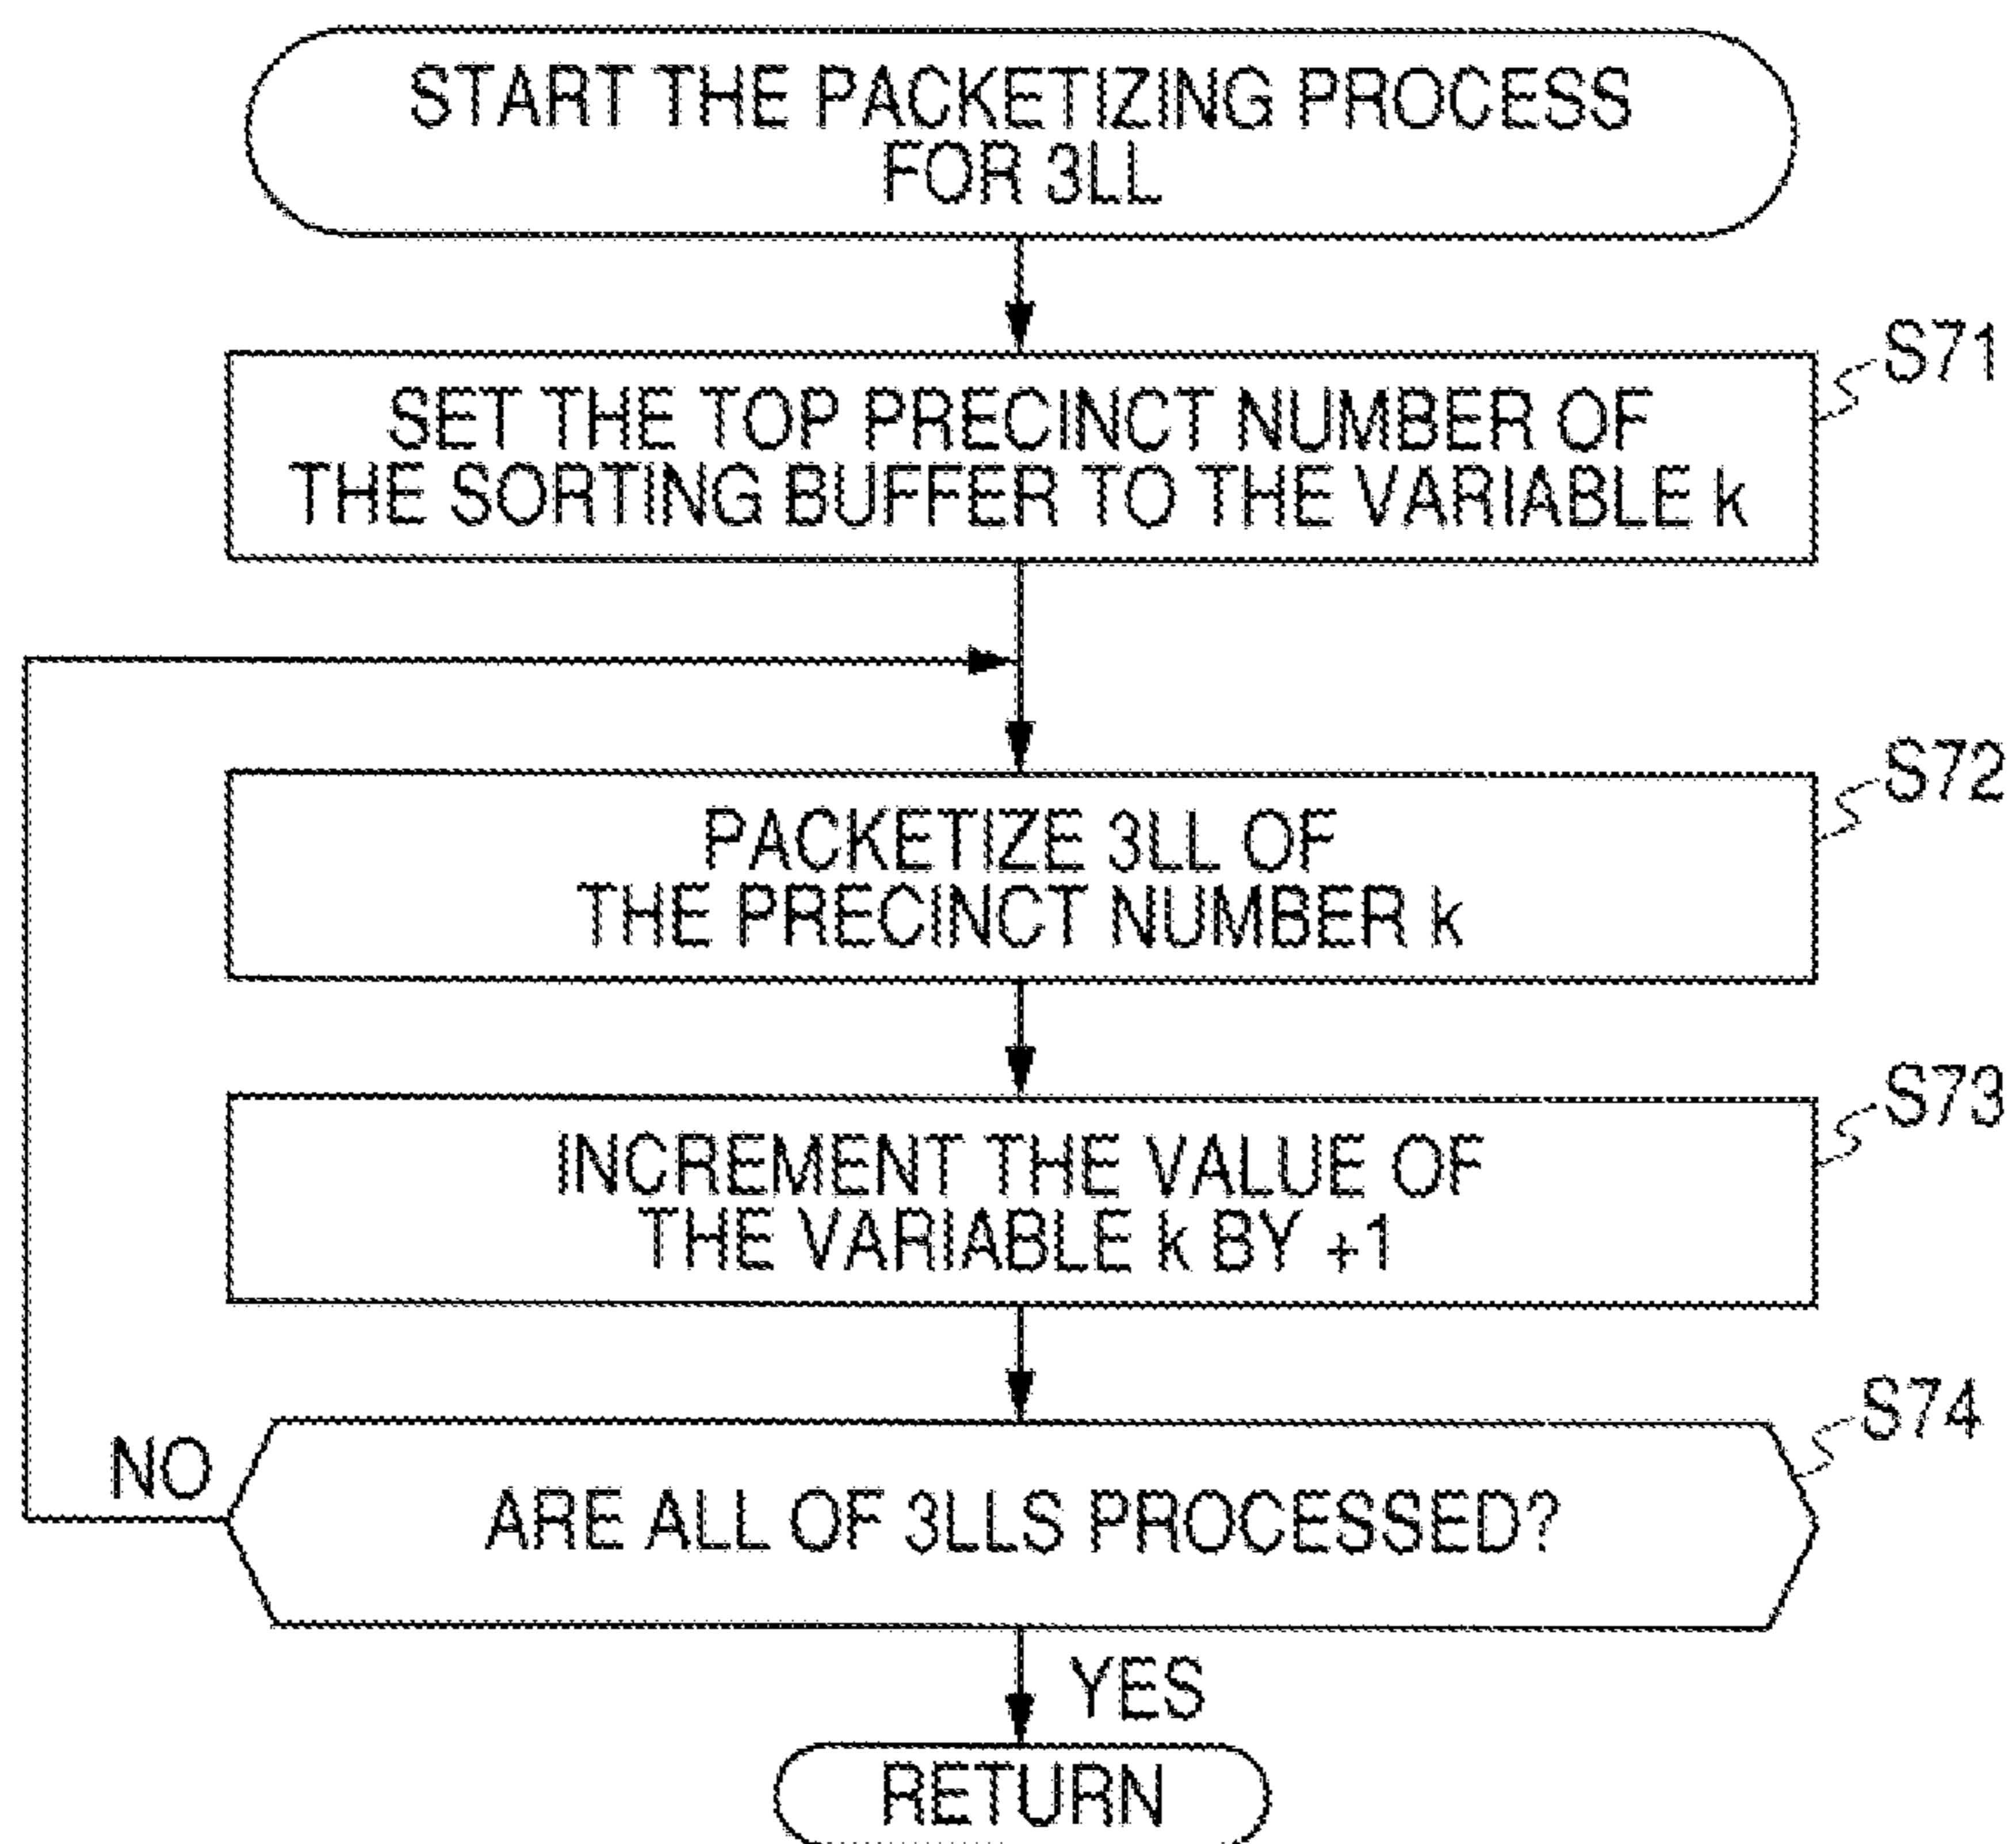 START THE PACKETIZING PROCESS
FOR 3LL
S71
SET THE TOP PRECINCT NUMBER OF
THE SORTING BUFFER TO THE VARIABLE k
S72
PACKETIZE 3LL OF
THE PRECINCT NUMBER k
S73
INCREMENT THE VALUE OF
THE VARIABLE k BY +1
S74
NO
ARE ALL OF 3LLS PROCESSED?
YES
RETURN